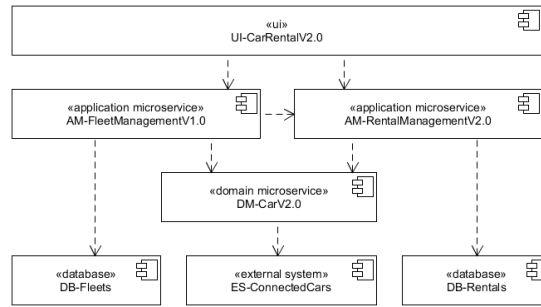 «ui»
UI-CarRentalV2.0
«application microservice»
AM-FleetManagementV1.0
«application microservice»
AM-RentalManagementV2.0
«domain microservice»
DM-CarV2.0
«database»
DB-Fleets
«external system»
ES-ConnectedCars
«database»
DB-Rentals